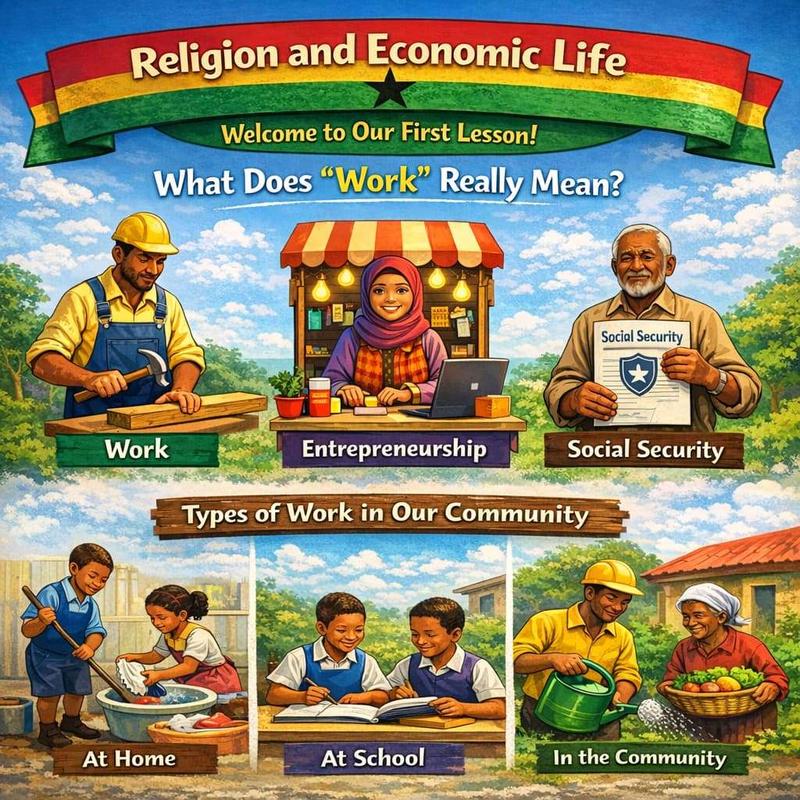 Religion and Economic Life
Welcome to Our First Lesson!
What Does “Work” Really Mean?
Social Security
Work
Entrepreneurship
Social Security
Types of Work in Our Community
At Home
At School
In the Community